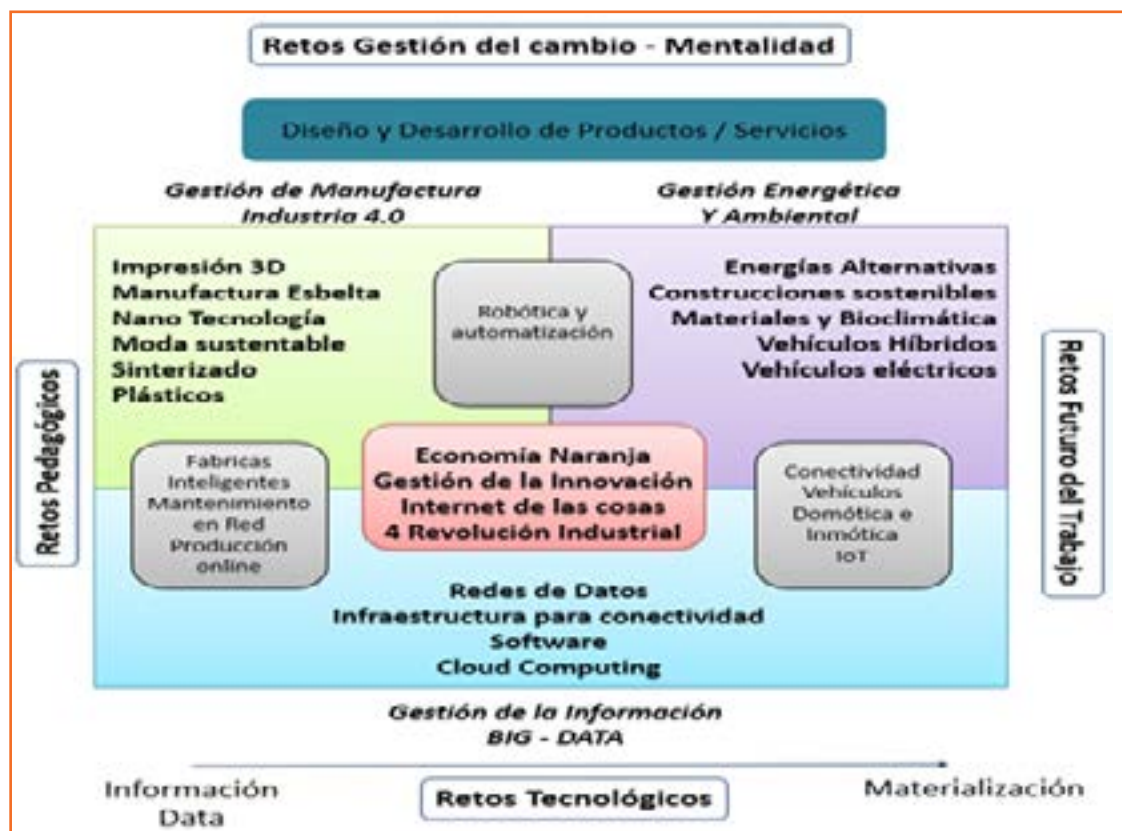 Retos Gestión del cambio - Mentalidad
Diseño y Desarrollo de Productos / Servicios
Gestión de Manufactura
Industria 4.0
Gestión Energética
Y Ambiental
Impresión 3D
Manufactura Esbelta
Nano Tecnología
Moda sustentable
Sinterizado
Plásticos
Robótica y
automatización
Energías Alternativas
Construcciones sostenibles
Materiales y Bioclimática
Vehículos Híbridos
Vehículos eléctricos
Retos Pedagógicos
Retos Futuro del Trabajo
Fabricas
Inteligentes
Mantenimiento
en Red
Producción
online
Economía Naranja
Gestión de la Innovación
Internet de las cosas
4 Revolución Industrial
Conectividad
Vehículos
Domótica e
Inmótica
IoT
Redes de Datos
Infraestructura para conectividad
Software
Cloud Computing
Gestión de la Información
BIG - DATA
Información
Data
Retos Tecnológicos
Materialización